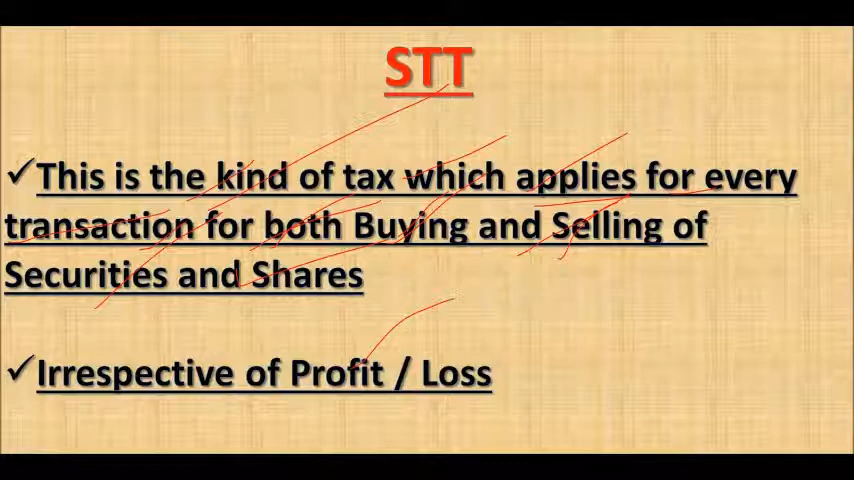 STT
✓This is the kind of tax which applies for every
transaction for both Buying and Selling of
Securities and Shares
✓Irrespective of Profit / Loss